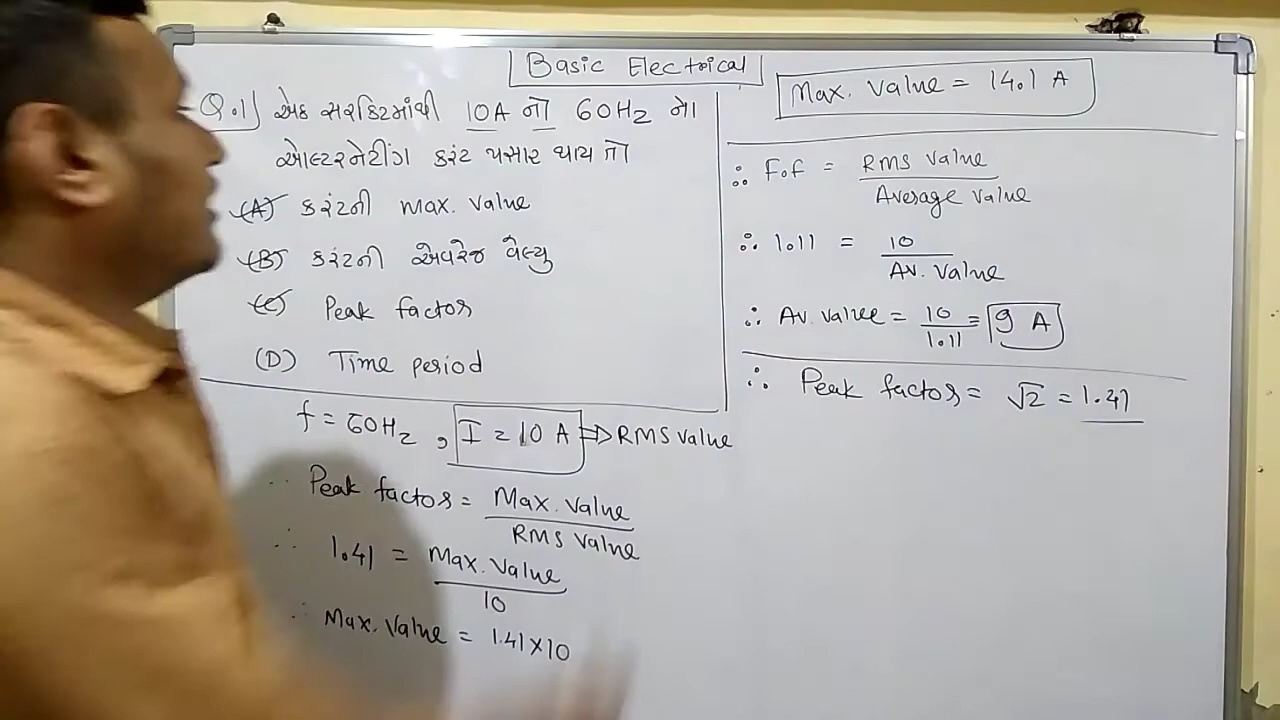 Basic Electrical
Q.1) એક સરકિટમાંથી 10A નો 60Hz નો
ઓલ્ટરનેટીંગ કરંટ પસાર થાય તો
(A) કરંટની max. value
(B) કરંટની એવરેજ વેલ્યુ
(C) Peak factor
(D) Time period
f = 60Hz , I = 10 A ⇒ RMS value
∴ Peak factor = Max. value / RMS value
∴ 1.41 = Max. value / 10
∴ Max. value = 1.41 × 10
Max. value = 14.1 A
∴ F.f = RMS value / Average value
∴ 1.11 = 10 / Av. value
∴ Av. value = 10 / 1.11 = 9 A
∴ Peak factor = √2 = 1.41